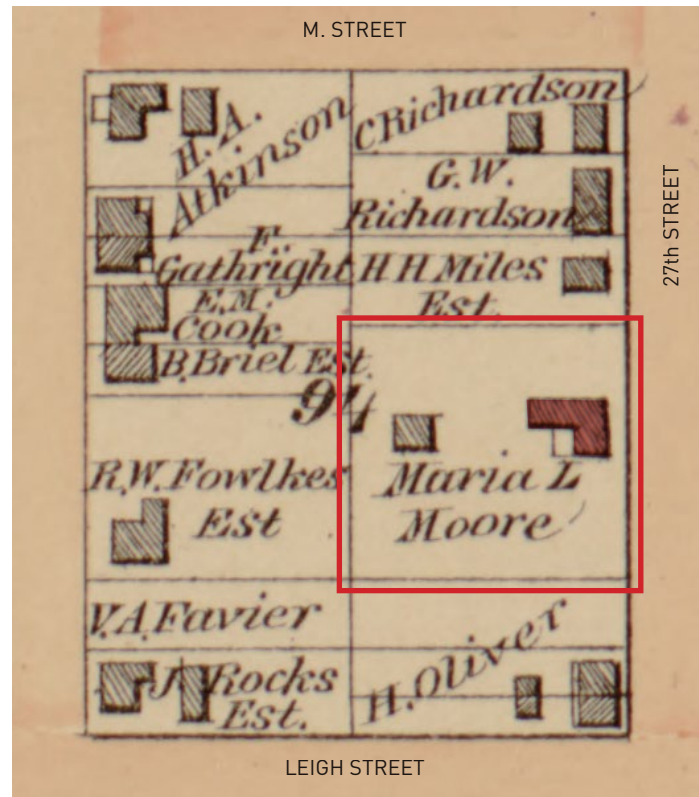 M. STREET
H. A.
Atkinson
C Richardson
G. W.
Richardson
27th STREET
F.
Gathright
H H Miles
Est.
E. M.
Cook
B. Briel Est.
94
R. W. Fowlkes
Est
Maria L
Moore
V. A. Favier
J. Rocks
Est.
H. Oliver
LEIGH STREET